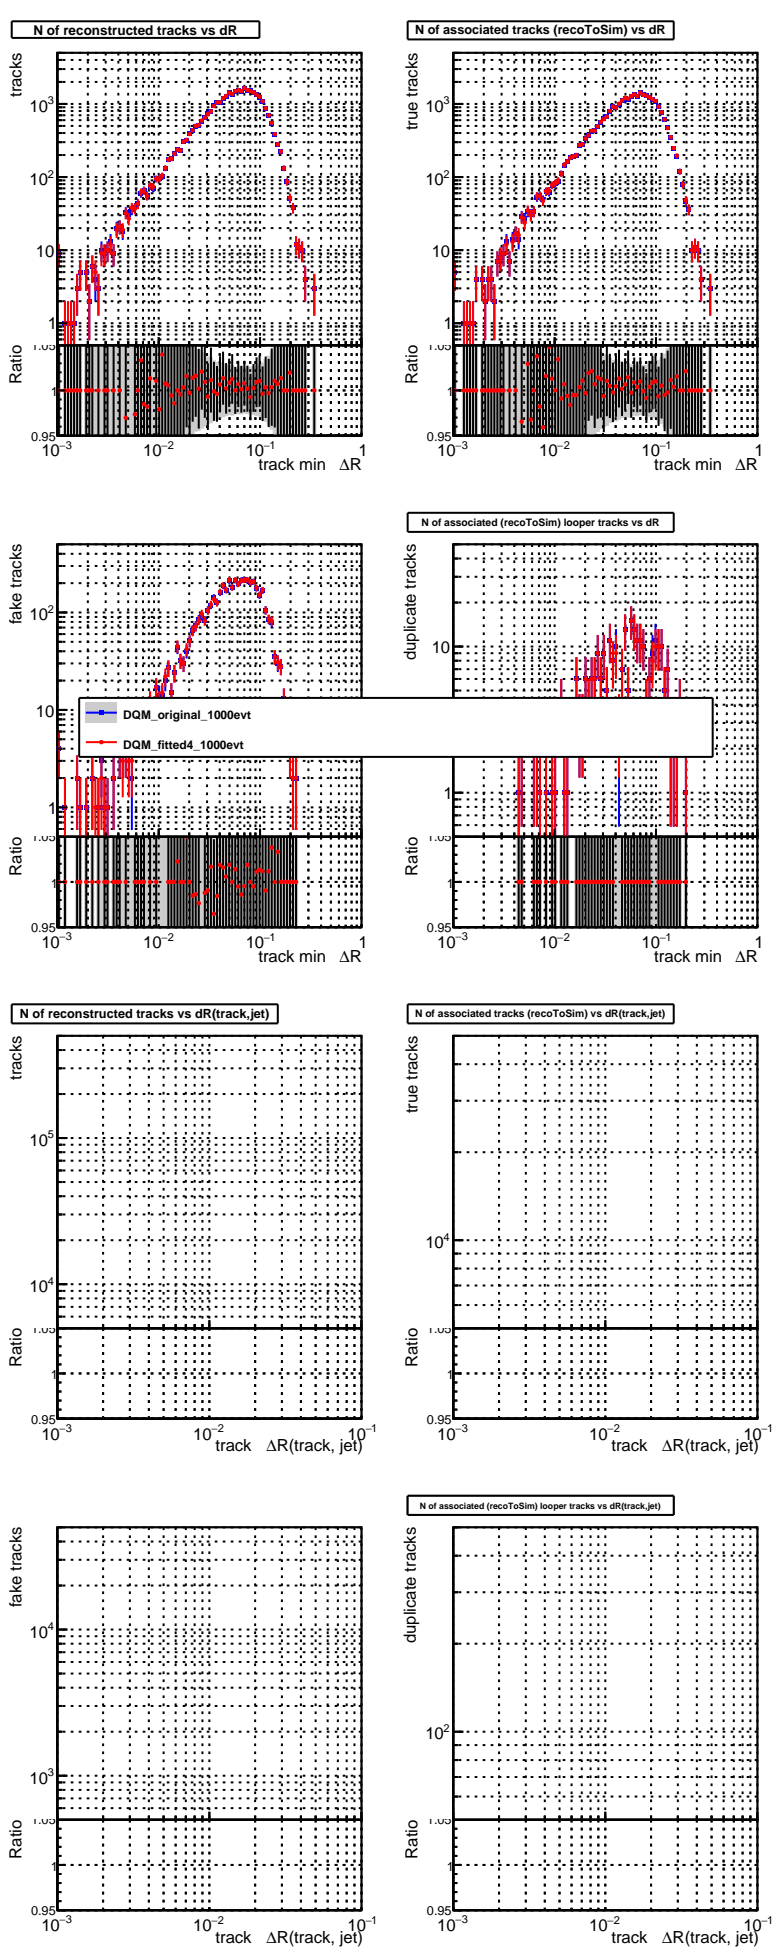 N of reconstructed tracks vs dR
tracks
10³
10²
10
1
Ratio
1.05
1
0.95
10⁻³
10⁻²
10⁻¹
1
track min ΔR
N of associated tracks (recoToSim) vs dR
true tracks
10³
10²
10
1
Ratio
1.05
1
0.95
10⁻³
10⁻²
10⁻¹
1
track min ΔR
fake tracks
10²
10
1
Ratio
1.05
1
0.95
10⁻³
10⁻²
10⁻¹
1
track min ΔR
N of associated (recoToSim) looper tracks vs dR
duplicate tracks
10
1
Ratio
1.05
1
0.95
10⁻³
10⁻²
10⁻¹
1
track min ΔR
DQM_original_1000evt
DQM_fitted4_1000evt
N of reconstructed tracks vs dR(track,jet)
tracks
10⁵
10⁴
Ratio
1.05
1
0.95
10⁻³
10⁻²
10⁻¹
track ΔR(track, jet)
N of associated tracks (recoToSim) vs dR(track,jet)
true tracks
10⁴
Ratio
1.05
1
0.95
10⁻³
10⁻²
10⁻¹
track ΔR(track, jet)
fake tracks
10⁴
10³
Ratio
1.05
1
0.95
10⁻³
10⁻²
10⁻¹
track ΔR(track, jet)
N of associated (recoToSim) looper tracks vs dR(track,jet)
duplicate tracks
10²
Ratio
1.05
1
0.95
10⁻³
10⁻²
10⁻¹
track ΔR(track, jet)